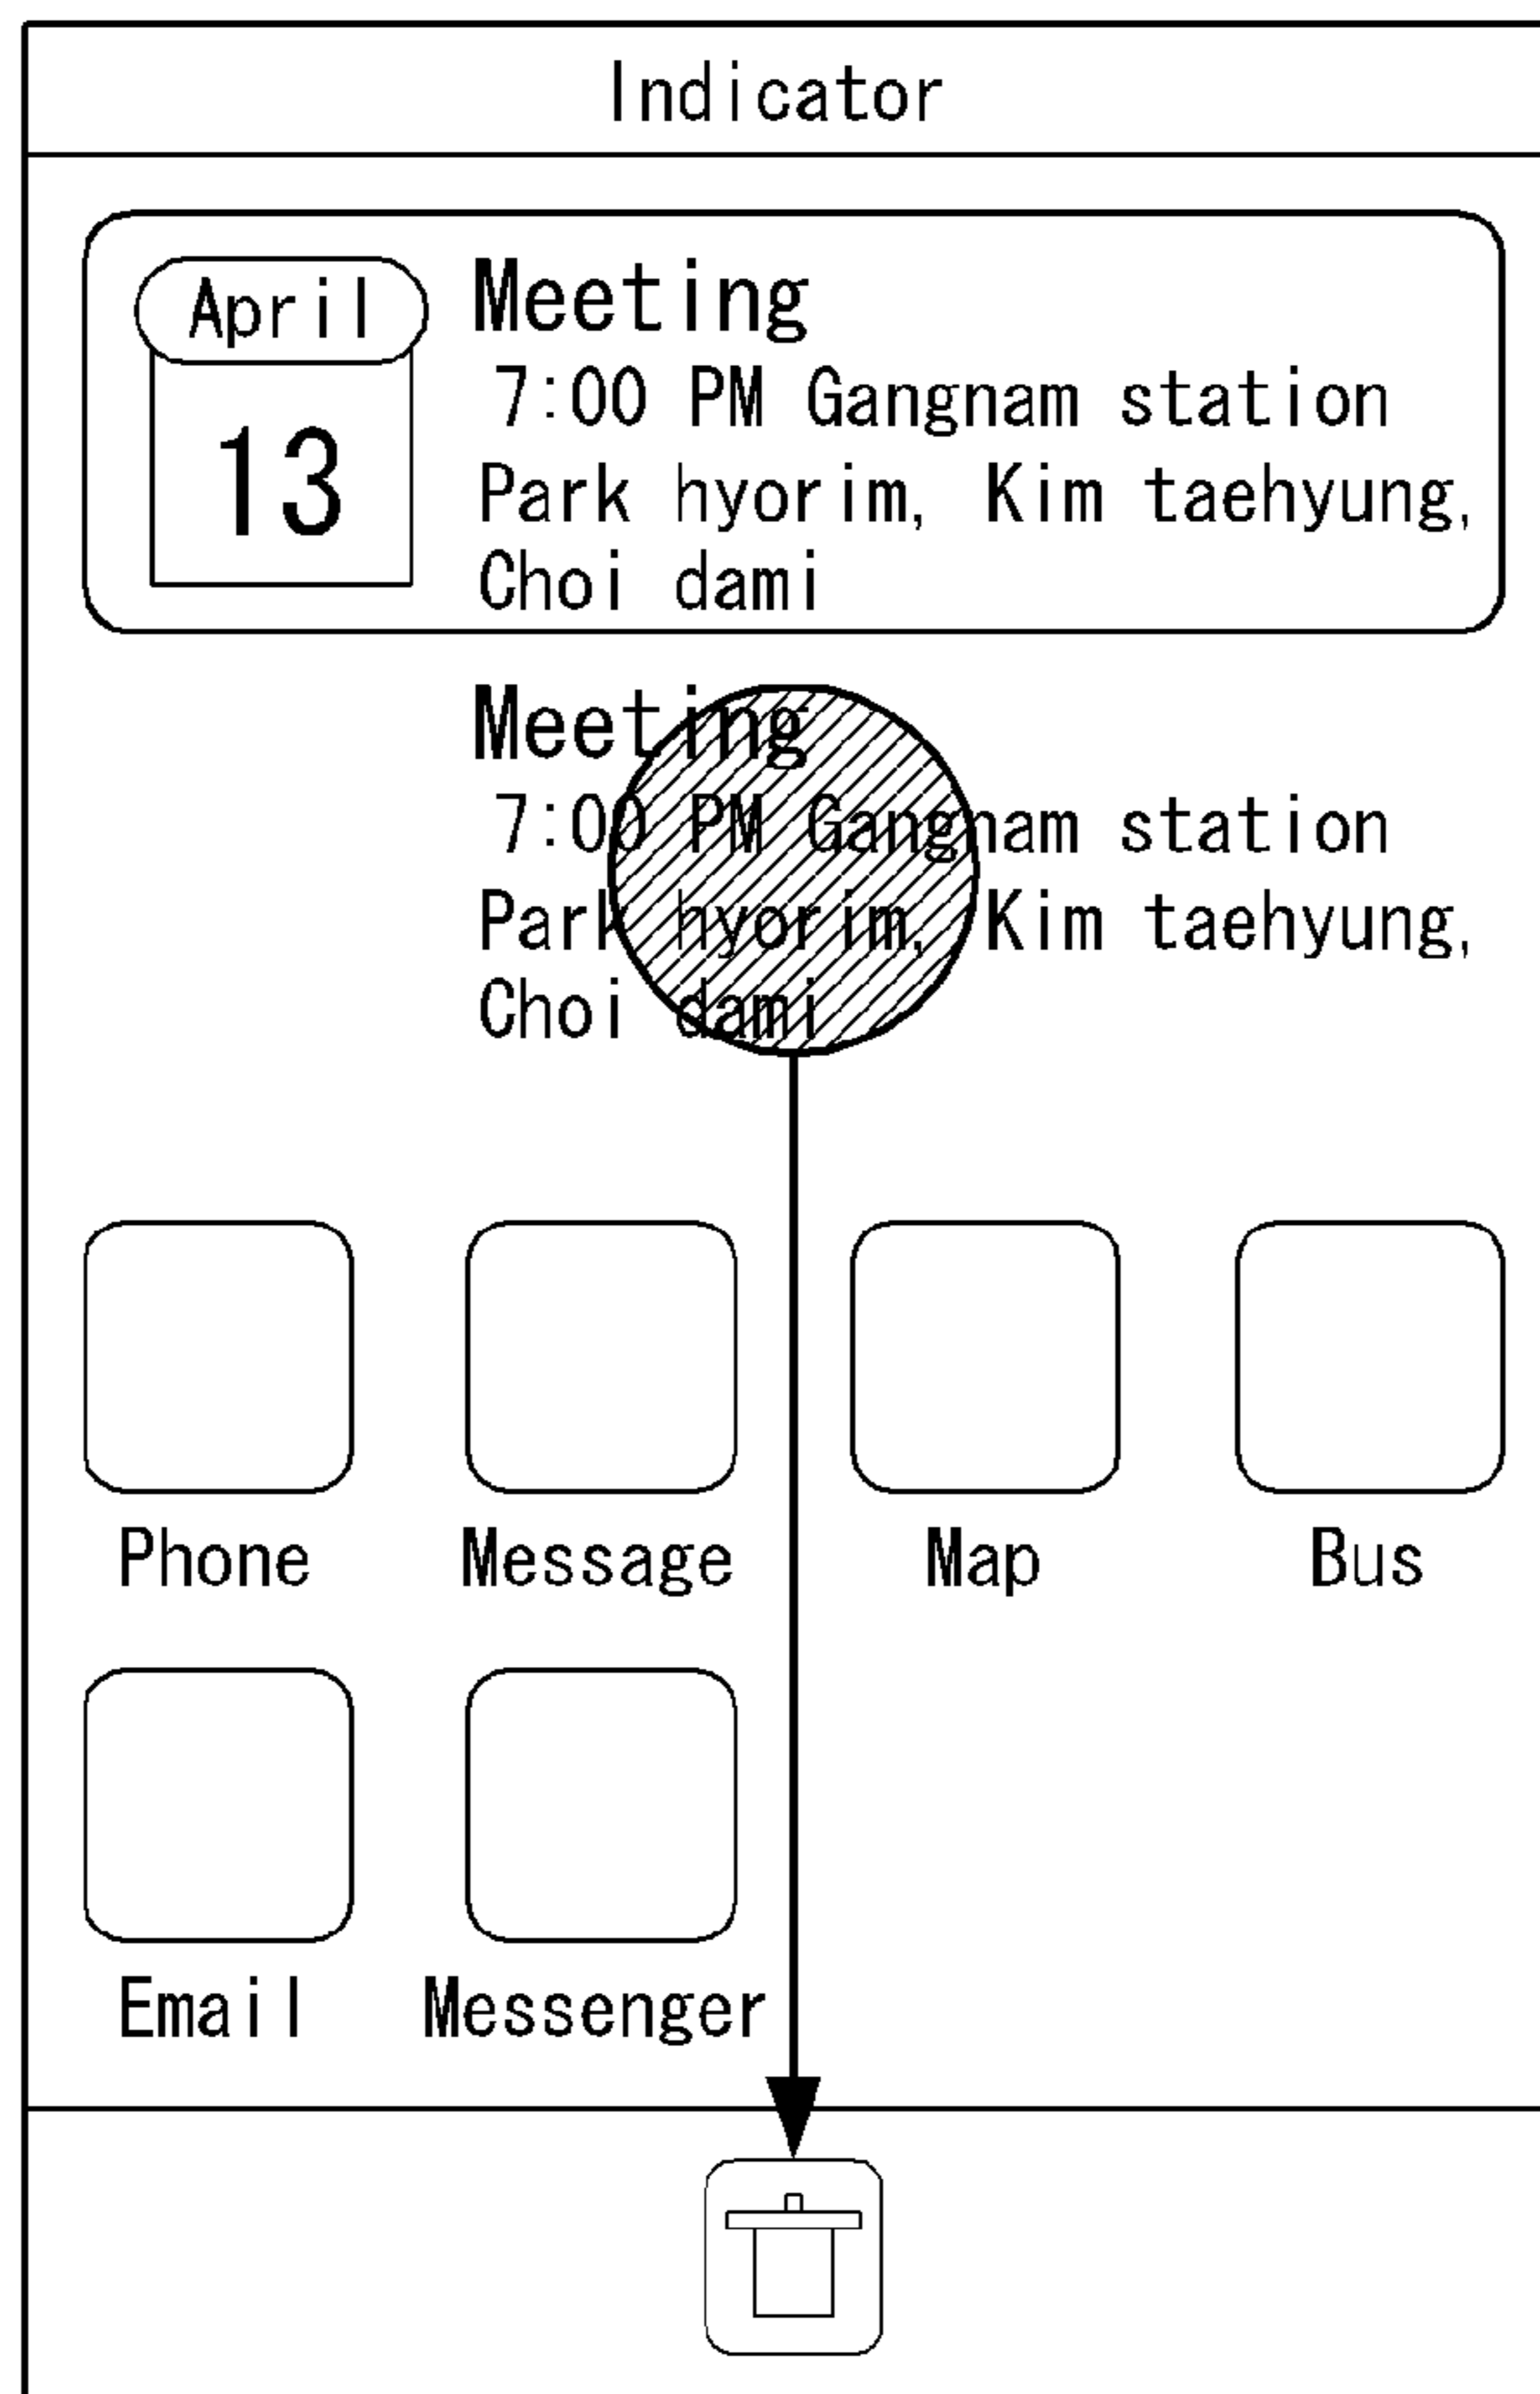 Indicator
April
13
Meeting
7:00 PM Gangnam station
Park hyorim, Kim taehyung,
Choi dami
Meeting
7:00 PM Gangnam station
Park hyorim, Kim taehyung,
Choi dami
Phone Message Map Bus
Email Messenger